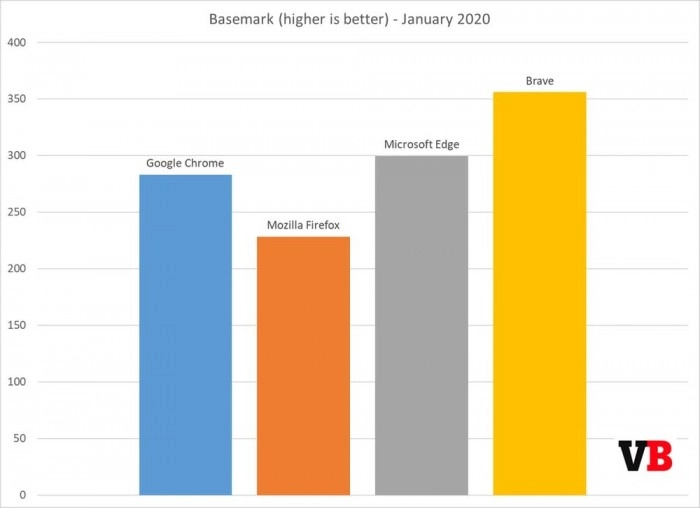 Basemark (higher is better) - January 2020
400
350
300
250
200
150
100
50
0
Google Chrome
Mozilla Firefox
Microsoft Edge
Brave
VB